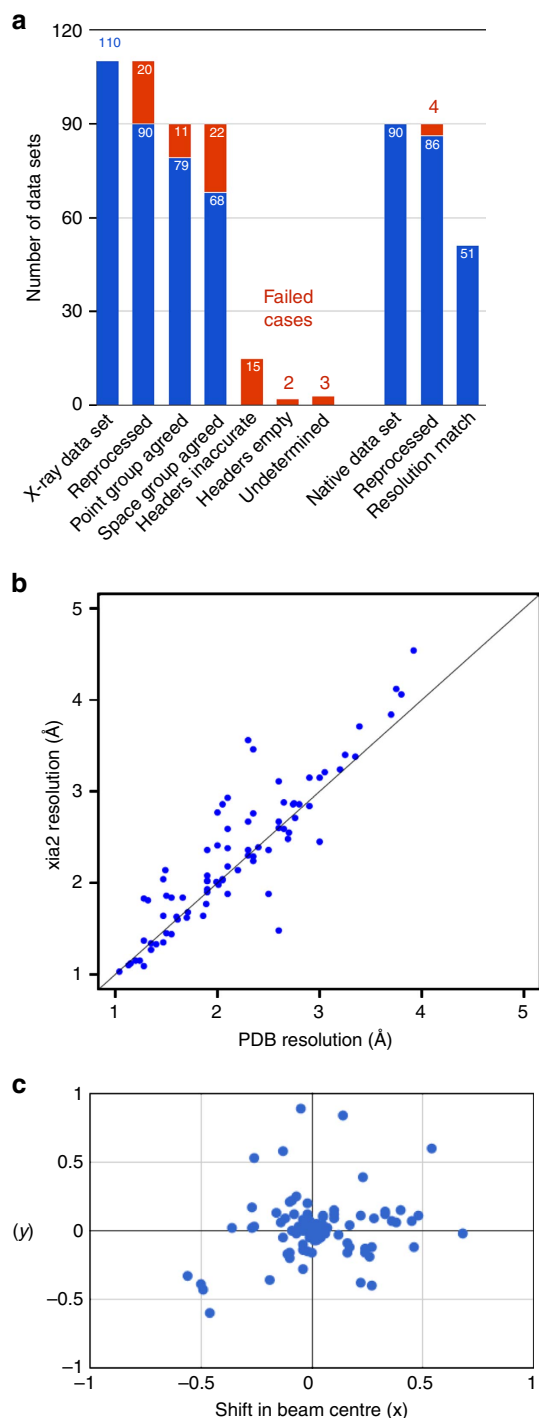 a
120
90
60
30
0
Number of data sets
110
20
90
11
79
22
68
Failed
cases
15
2
3
90
4
86
51
X-ray data set
Reprocessed
Point group agreed
Space group agreed
Headers inaccurate
Headers empty
Undetermined
Native data set
Reprocessed
Resolution match
b
5
4
3
2
1
xia2 resolution (Å)
1 2 3 4 5
PDB resolution (Å)
c
1
0.5
(y) 0
−0.5
−1
−1 −0.5 0 0.5 1
Shift in beam centre (x)